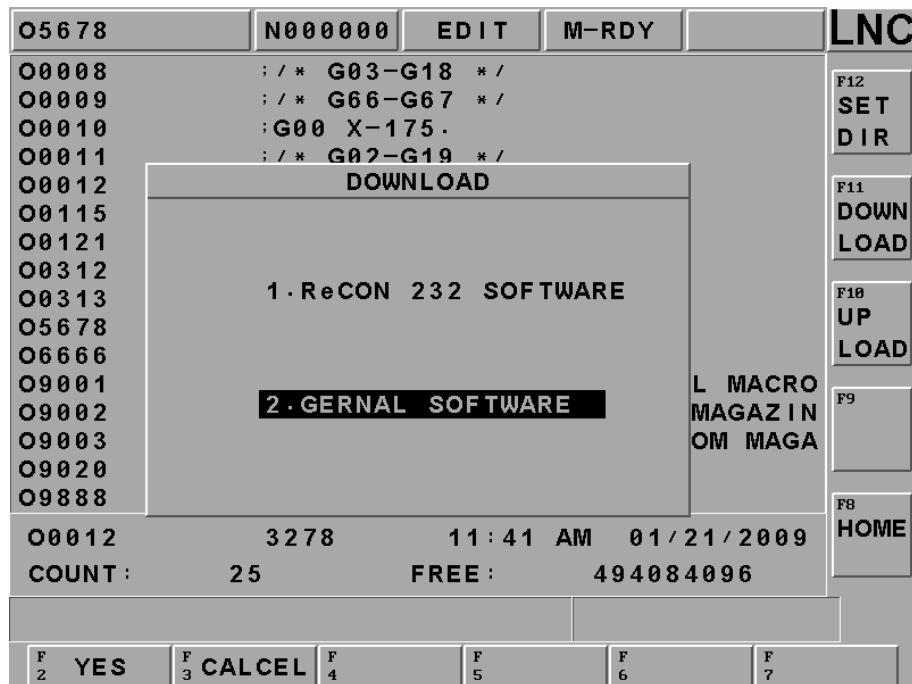 O5678 N000000 EDIT M-RDY LNC
O0008 ;/* G03-G18 */
O0009 ;/* G66-G67 */
O0010 ;G00 X-175.
O0011 ;/* G02-G19 */
O0012
O0115
O0121
O0312
O0313
O5678
O6666
O9001 L MACRO
O9002 MAGAZIN
O9003 OM MAGA
O9020
O9888
DOWNLOAD
1.ReCON 232 SOFTWARE
2.GERNAL SOFTWARE
O0012 3278 11:41 AM 01/21/2009
COUNT: 25 FREE: 494084096
F12
SET
DIR
F11
DOWN
LOAD
F10
UP
LOAD
F9
F8
HOME
F2 YES F3 CALCEL F4 F5 F6 F7